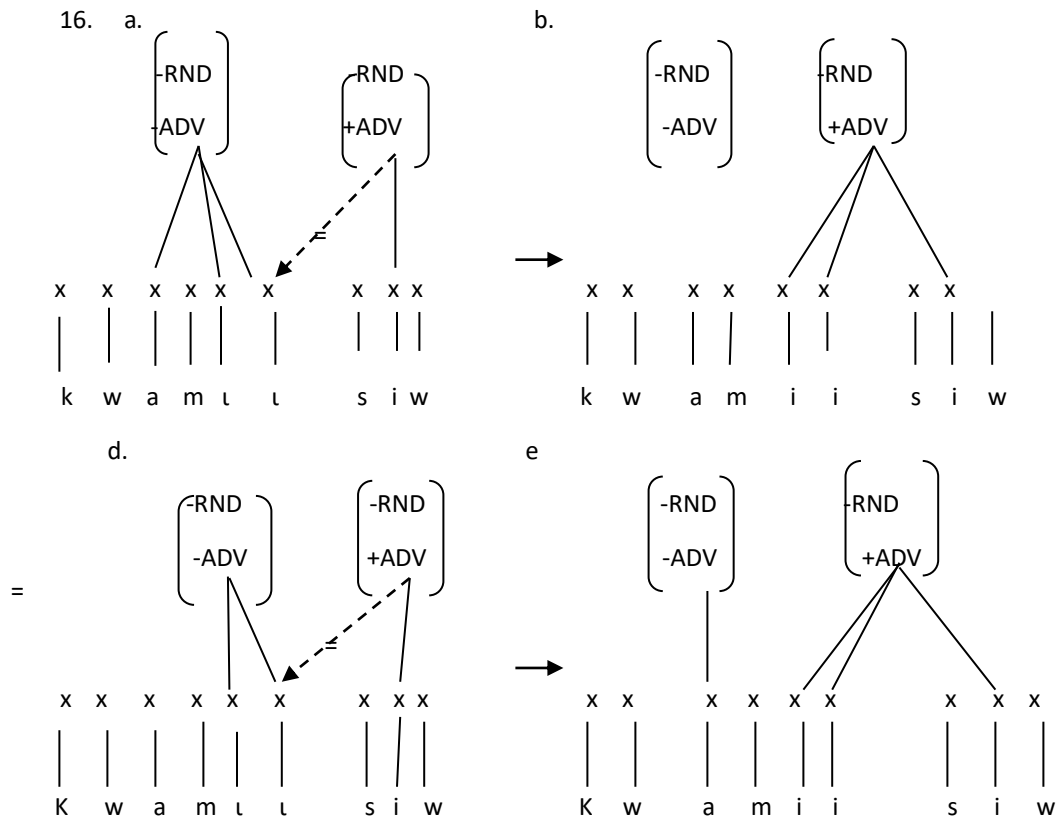 16. a. b.
-RND -RND -RND -RND
-ADV +ADV -ADV +ADV
=
x x x x x x x x x x x x x x x x x
k w a m ɩ ɩ s i w k w a m i i s i w
d. e
-RND -RND -RND -RND
-ADV +ADV -ADV +ADV
=
=
x x x x x x x x x x x x x x x x x x
K w a m ɩ ɩ s i w K w a m i i s i w